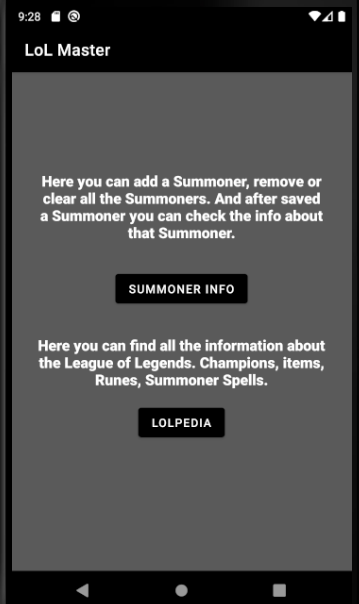 9:28
LoL Master
Here you can add a Summoner, remove or
clear all the Summoners. And after saved
a Summoner you can check the info about
that Summoner.
SUMMONER INFO
Here you can find all the information about
the League of Legends. Champions, items,
Runes, Summoner Spells.
LOLPEDIA